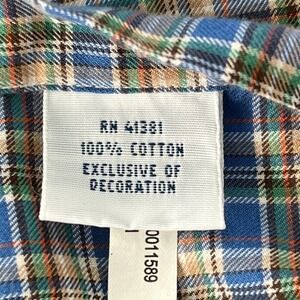 RN 41381
100% COTTON
EXCLUSIVE OF
DECORATION
0011589